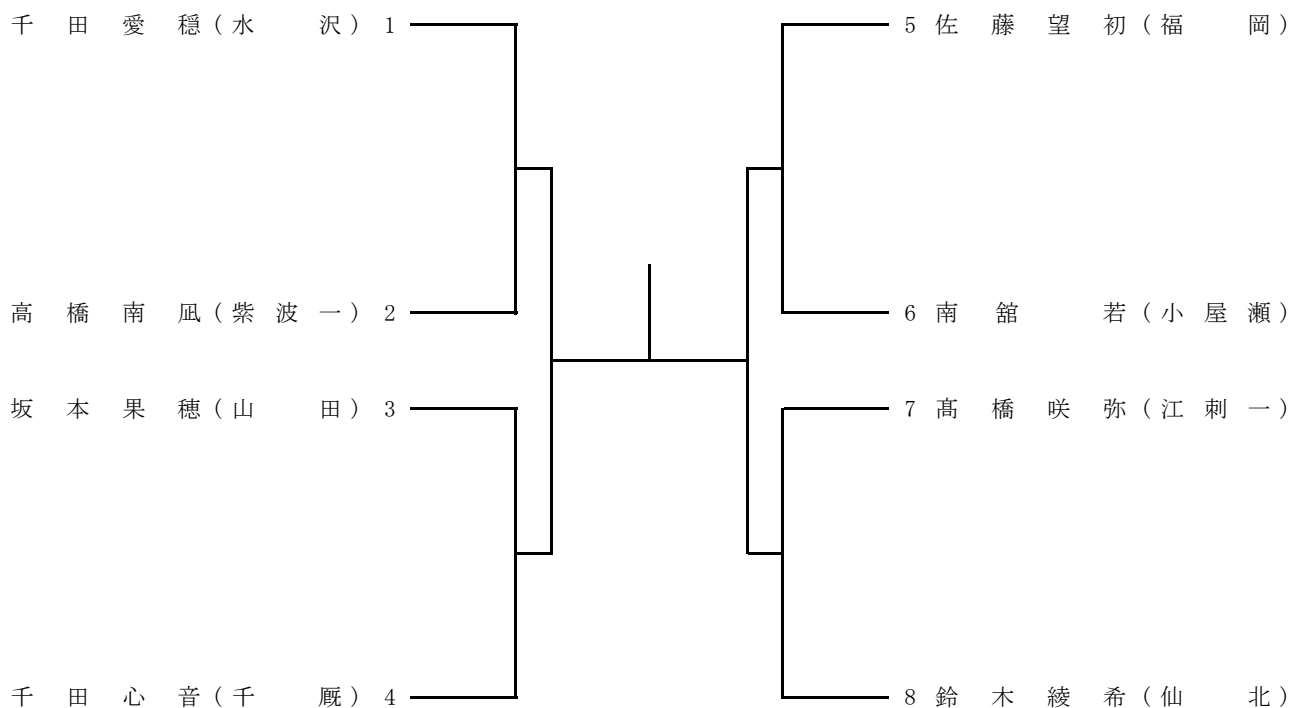 千田愛穏(水沢) 1
高橋南凪(紫波一) 2
坂本果穂(山田) 3
千田心音(千厩) 4
5 佐藤望初(福岡)
6 南舘若(小屋瀬)
7 髙橋咲弥(江刺一)
8 鈴木綾希(仙北)